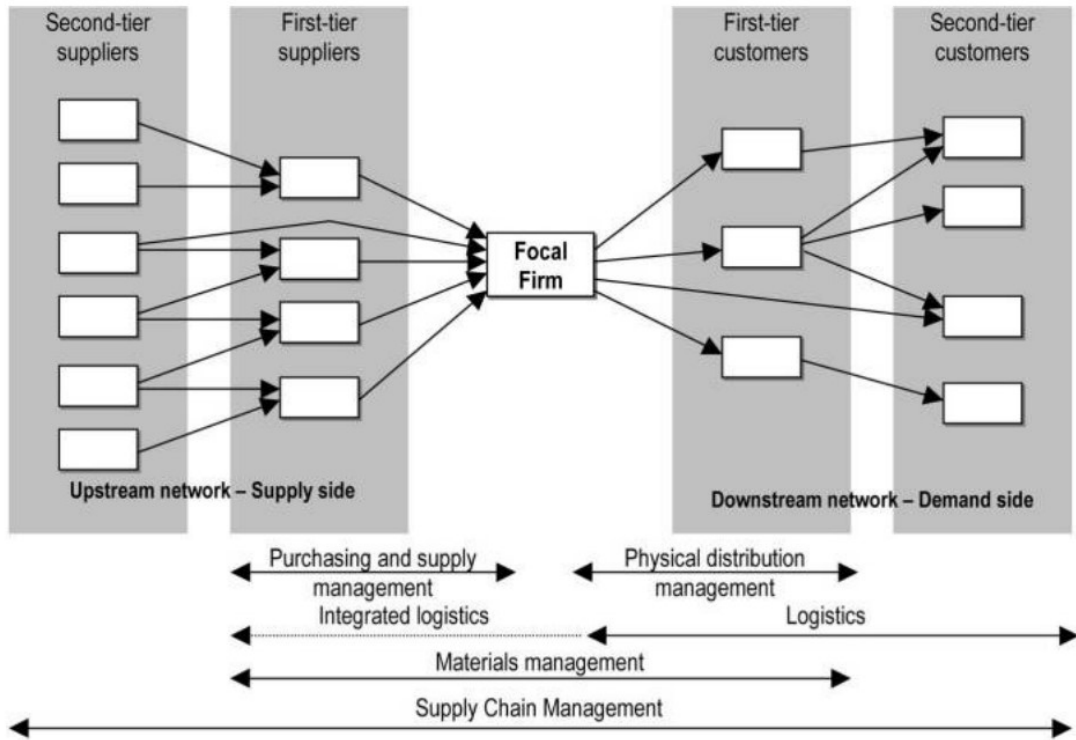 Second-tier
suppliers
First-tier
suppliers
First-tier
customers
Second-tier
customers
Focal
Firm
Upstream network – Supply side
Downstream network – Demand side
Purchasing and supply
management
Physical distribution
management
Integrated logistics
Logistics
Materials management
Supply Chain Management